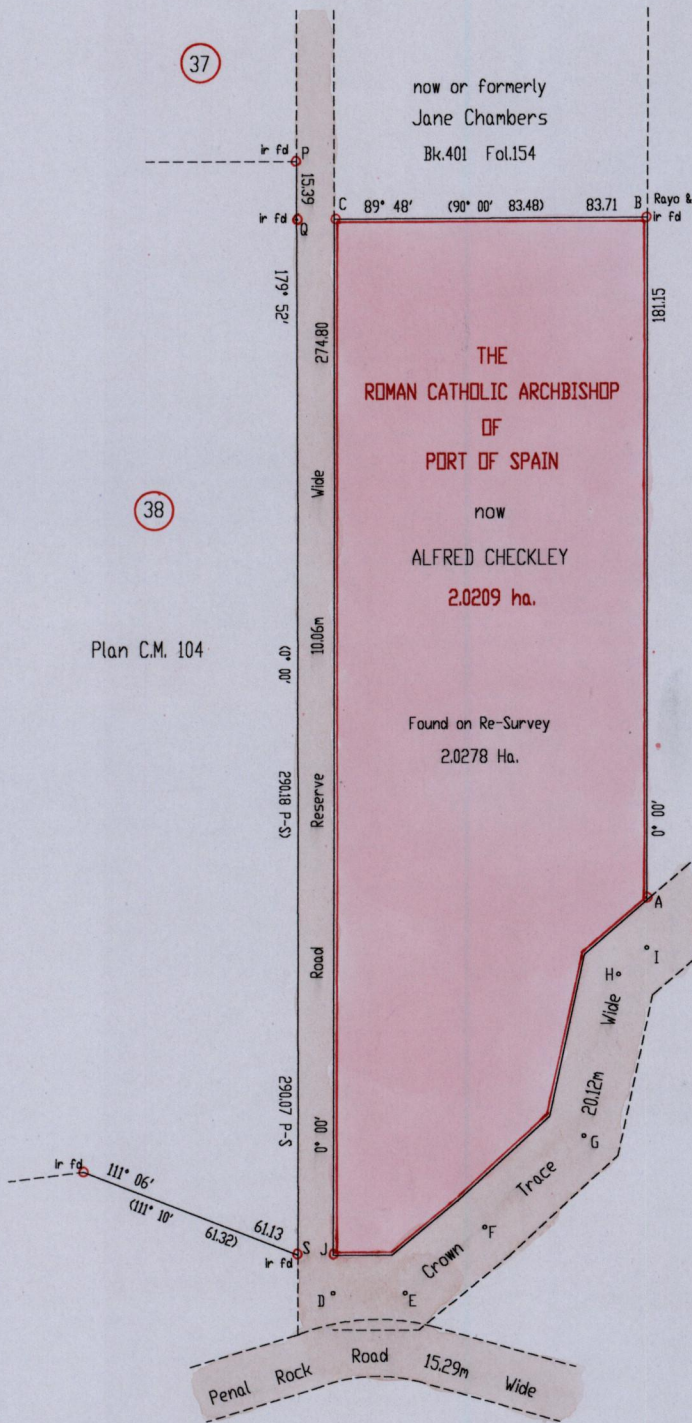 37
now or formerly
Jane Chambers
Bk.401 Fol.154
ir fd P
15.39
ir fd Q
C 89° 48' (90° 00' 83.48) 83.71 B
Rayo &
ir fd
179° 52'
274.80
181.15
THE
ROMAN CATHOLIC ARCHBISHOP
OF
PORT OF SPAIN
now
ALFRED CHECKLEY
2.0209 ha.
38
Plan C.M. 104
Found on Re-Survey
2.0278 Ha.
(0° 00' 290.18 P-S)
290.07 P-S
Road Reserve 10.06m Wide
0° 00'
0° 00'
A
I
H
G
F
E
D
Crown Trace 20.12m Wide
ir fd
111° 06' 61.13
(111° 10' 61.32)
S J
ir fd
Penal Rock Road 15.29m Wide